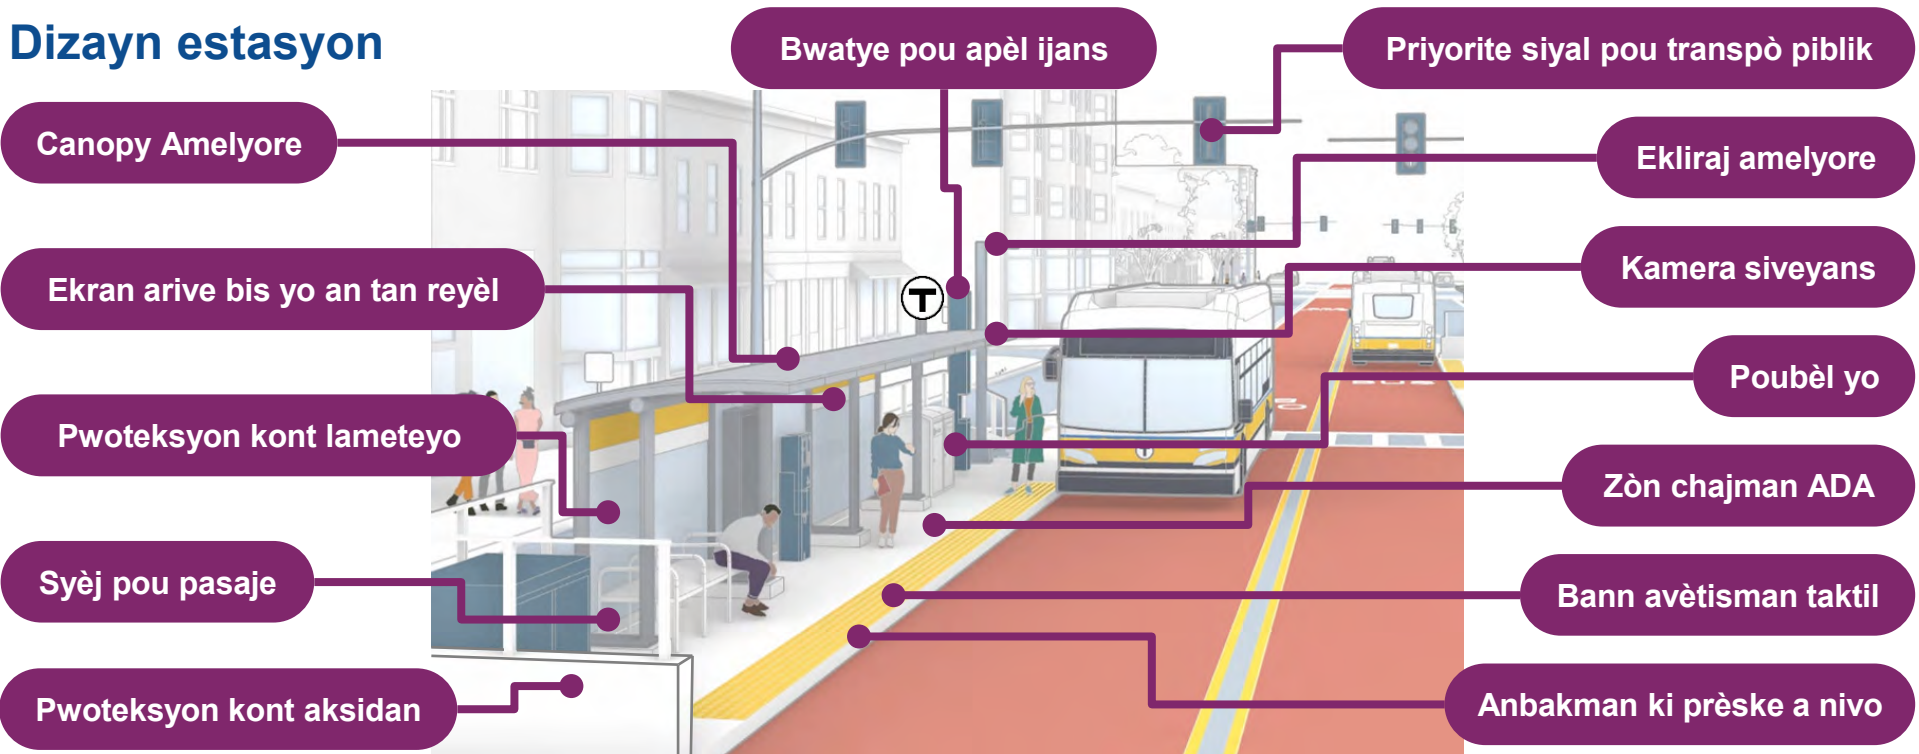 Dizayn estasyon
Bwatye pou apèl ijans
Priyorite siyal pou transpò piblik
Canopy Amelyore
Ekliraj amelyore
Ekran arive bis yo an tan reyèl
Kamera siveyans
T
Poubèl yo
Pwoteksyon kont lameteyo
Zòn chajman ADA
Syèj pou pasaje
Bann avètisman taktil
Pwoteksyon kont aksidan
Anbakman ki prèske a nivo
T